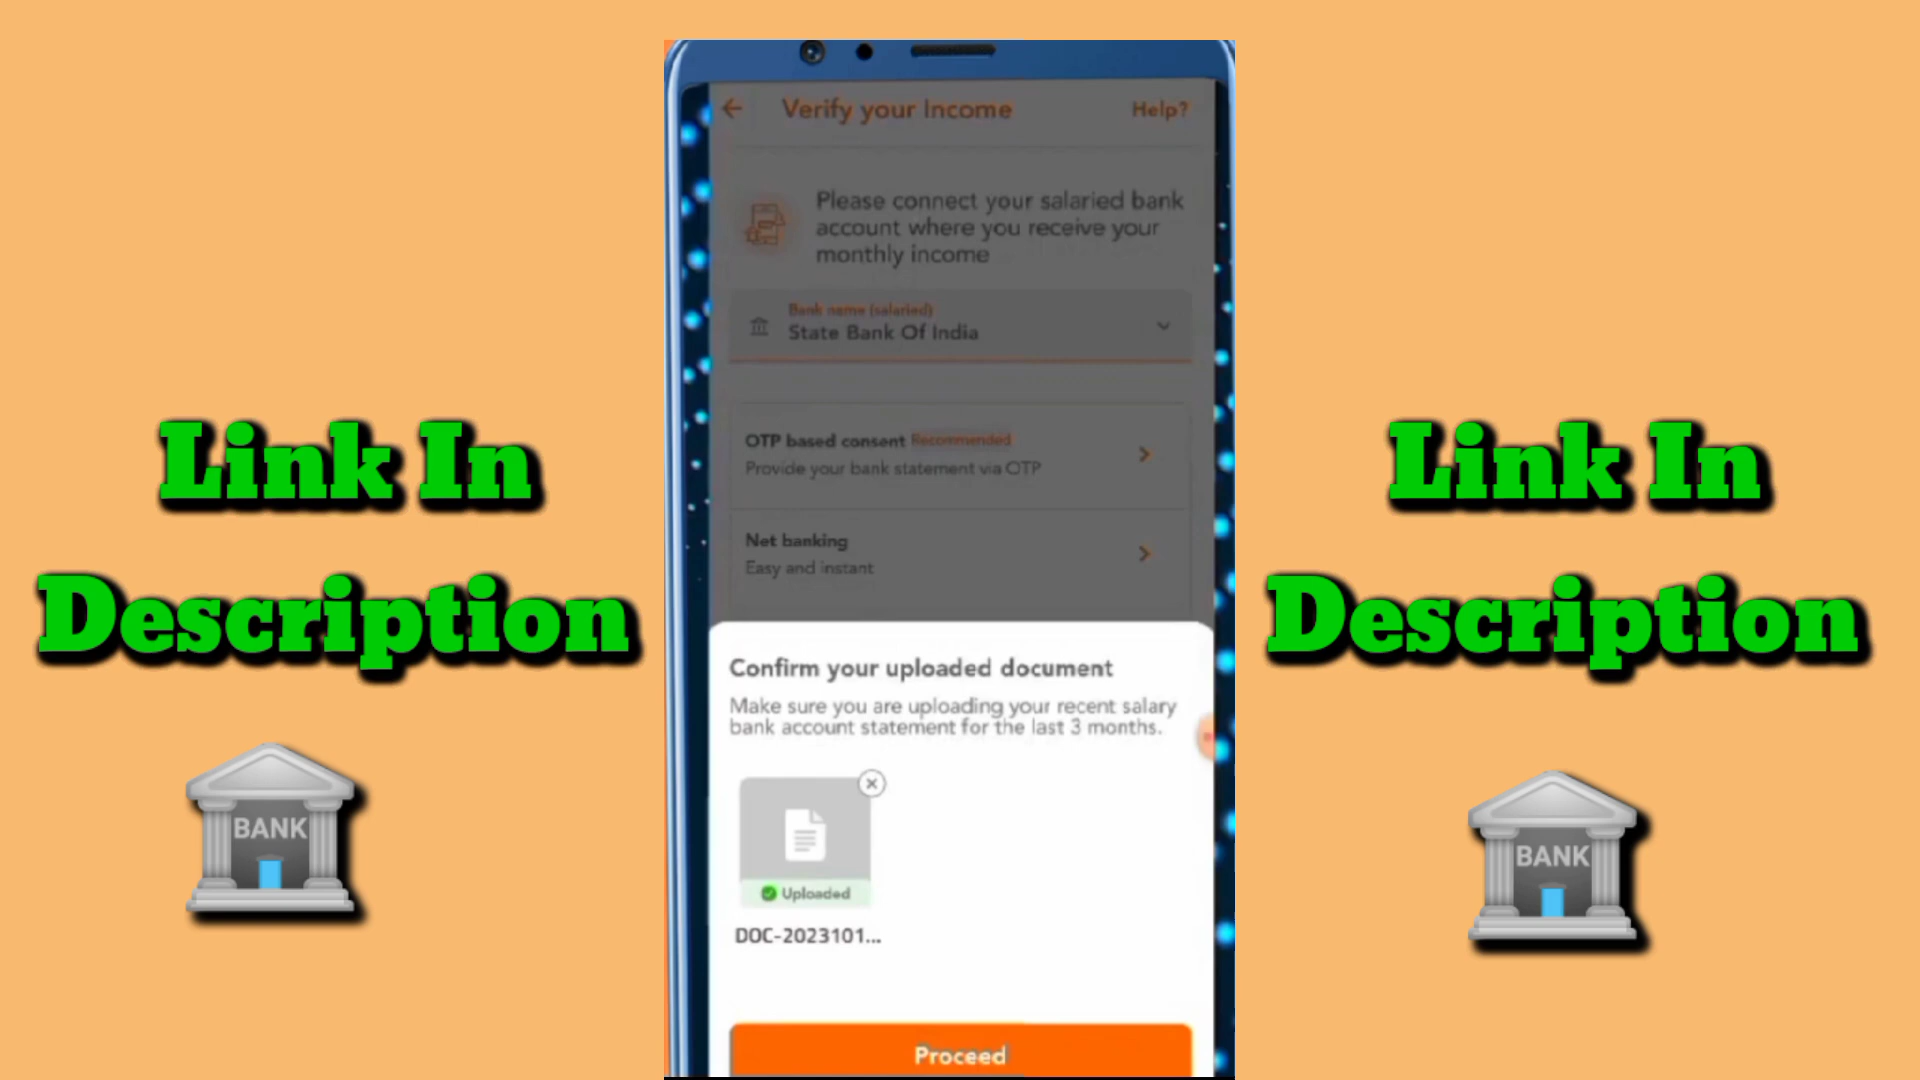 Verify your Income
Help?
Please connect your salaried bank
account where you receive your
monthly income
Bank name (salaried)
State Bank Of India
OTP based consent Recommended
Provide your bank statement via OTP
Net banking
Easy and instant
Confirm your uploaded document
Make sure you are uploading your recent salary
bank account statement for the last 3 months.
Uploaded
DOC-2023101...
Proceed
Link In
Description
BANK
Link In
Description
BANK